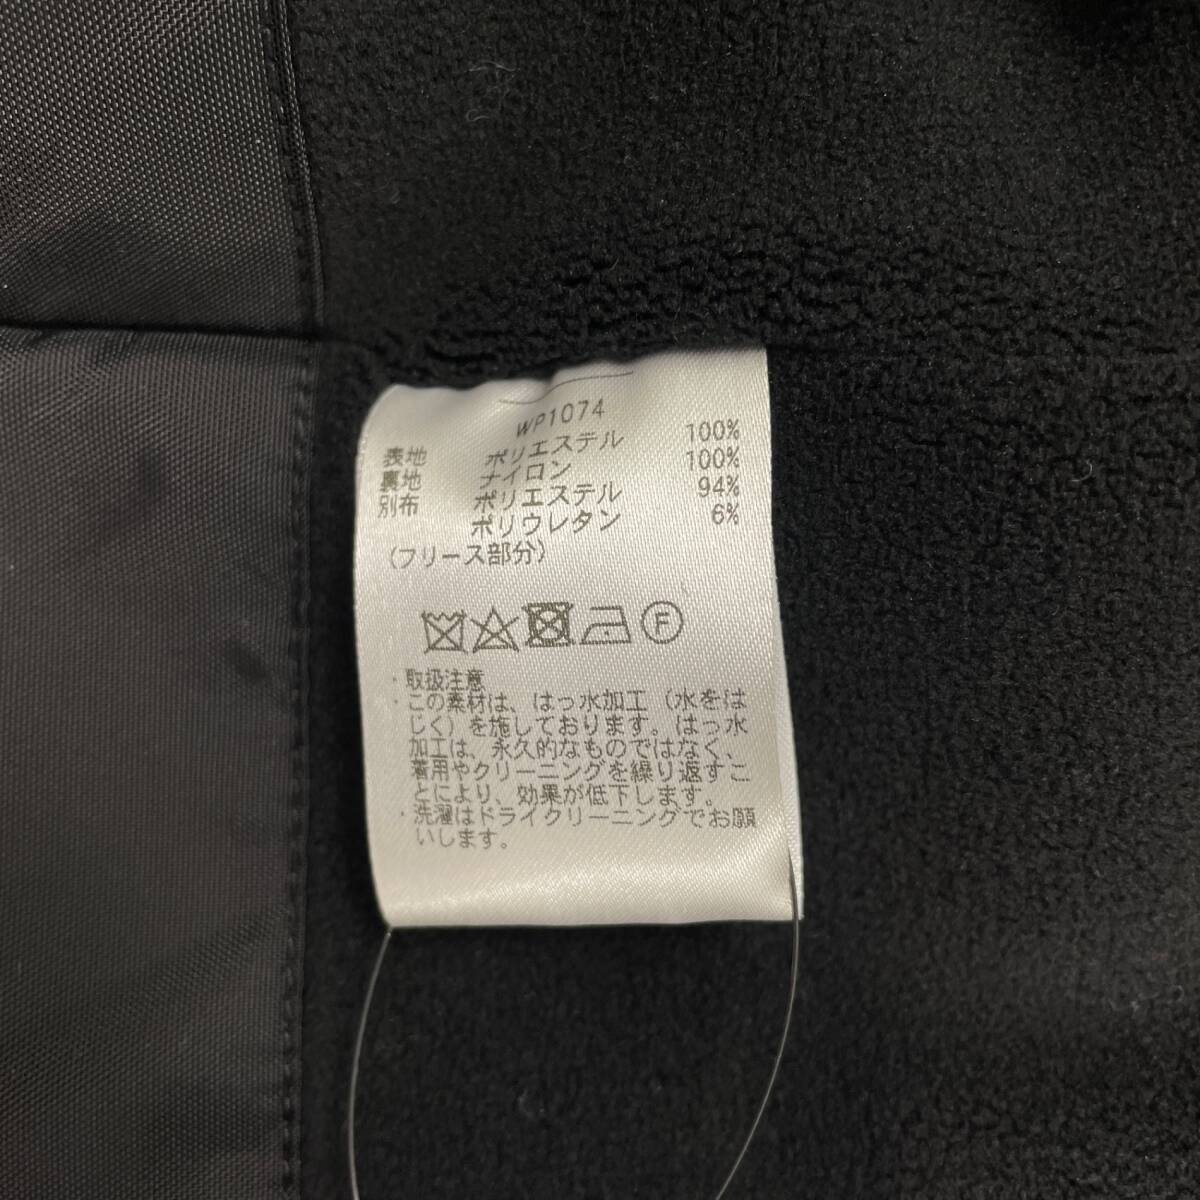 WP1074
表地 ポリエステル 100%
裏地 ナイロン 100%
別布 ポリエステル 94%
ポリウレタン 6%
(フリース部分)
F
・取扱注意
・この素材は、はっ水加工（水をは
じく）を施しております。はっ水
加工は、永久的なものではなく、
着用やクリーニングを繰り返すこ
とにより、効果が低下します。
・洗濯はドライクリーニングでお願
いします。